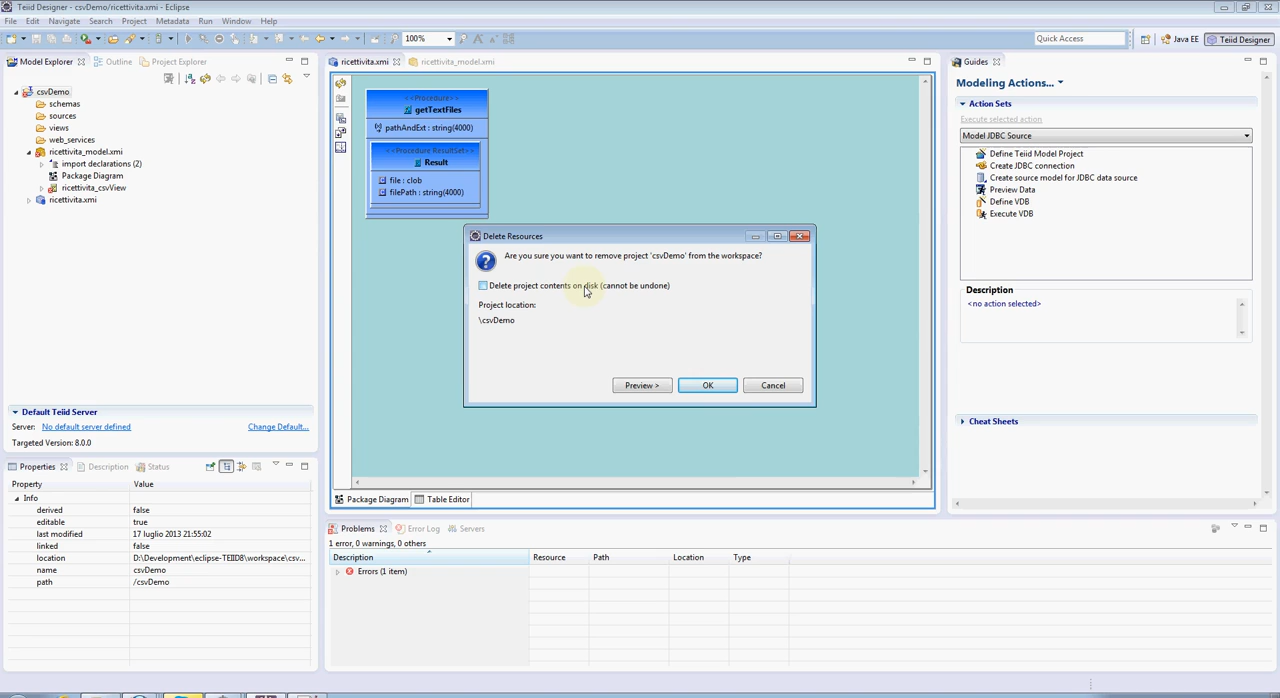 Teiid Designer - csvDemo/ricettivita.xmi - Eclipse
File Edit Navigate Search Project Metadata Run Window Help
100% Quick Access Java EE Teiid Designer
Model Explorer Outline Project Explorer
csvDemo
schemas
sources
views
web_services
ricettivita_model.xmi
import declarations (2)
Package Diagram
ricettivita_csvView
ricettivita.xmi
Default Teiid Server
Server: No default server defined Change Default...
Targeted Version: 8.0.0
Properties Description Status
Property Value
Info
derived false
editable true
last modified 17 luglio 2013 21:55:02
linked false
location D:\Development\eclipse-TEIID8\workspace\csv...
name csvDemo
path /csvDemo
ricettivita.xmi ricettivita_model.xmi
<<Procedure>>
getTextFiles
pathAndExt : string(4000)
<<Procedure ResultSet>>
Result
file : clob
filePath : string(4000)
Delete Resources
Are you sure you want to remove project 'csvDemo' from the workspace?
Delete project contents on disk (cannot be undone)
Project location:
\csvDemo
Preview > OK Cancel
Package Diagram Table Editor
Problems Error Log Servers
1 error, 0 warnings, 0 others
Description Resource Path Location Type
Errors (1 item)
Guides
Modeling Actions...
Action Sets
Execute selected action
Model JDBC Source
Define Teiid Model Project
Create JDBC connection
Create source model for JDBC data source
Preview Data
Define VDB
Execute VDB
Description
<no action selected>
Cheat Sheets